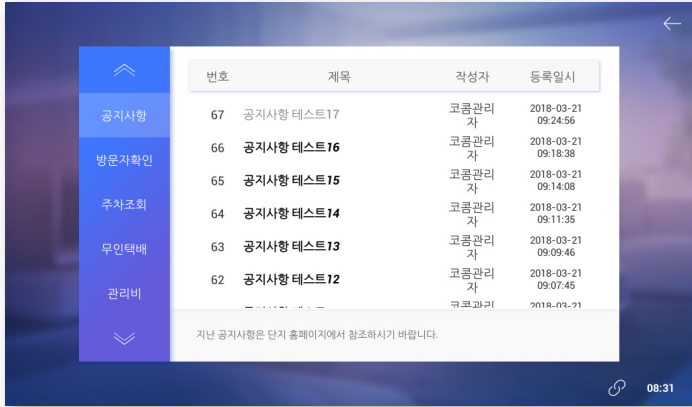 번호 제목 작성자 등록일시
공지사항
방문자확인
주차조회
무인택배
관리비
67 공지사항 테스트17 코콤관리자 2018-03-21 09:24:56
66 공지사항 테스트16 코콤관리자 2018-03-21 09:18:38
65 공지사항 테스트15 코콤관리자 2018-03-21 09:14:08
64 공지사항 테스트14 코콤관리자 2018-03-21 09:11:35
63 공지사항 테스트13 코콤관리자 2018-03-21 09:09:46
62 공지사항 테스트12 코콤관리자 2018-03-21 09:07:45
코콤관리 2018-03-21
지난 공지사항은 단지 홈페이지에서 참조하시기 바랍니다.
08:31